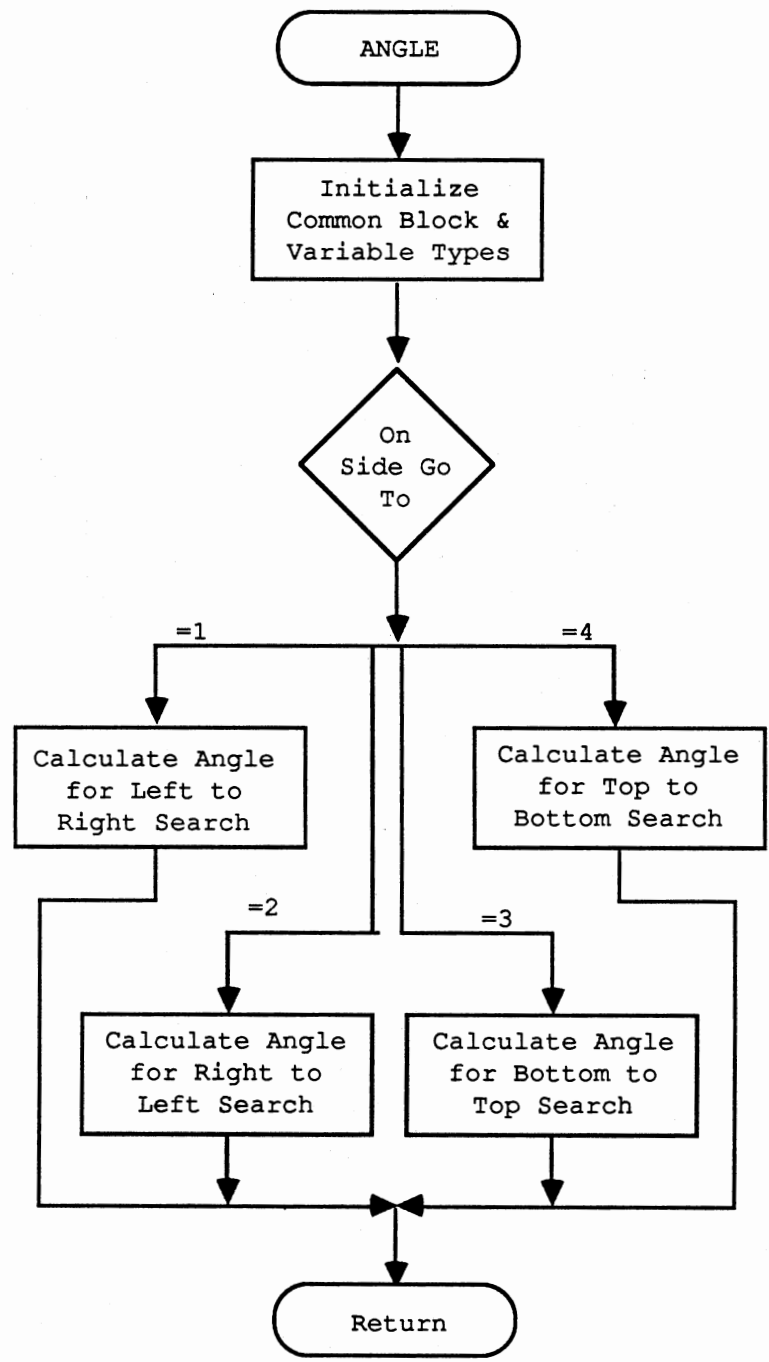 ANGLE
Initialize
Common Block &
Variable Types
On
Side Go
To
=1
=4
Calculate Angle
for Left to
Right Search
Calculate Angle
for Top to
Bottom Search
=2
=3
Calculate Angle
for Right to
Left Search
Calculate Angle
for Bottom to
Top Search
Return